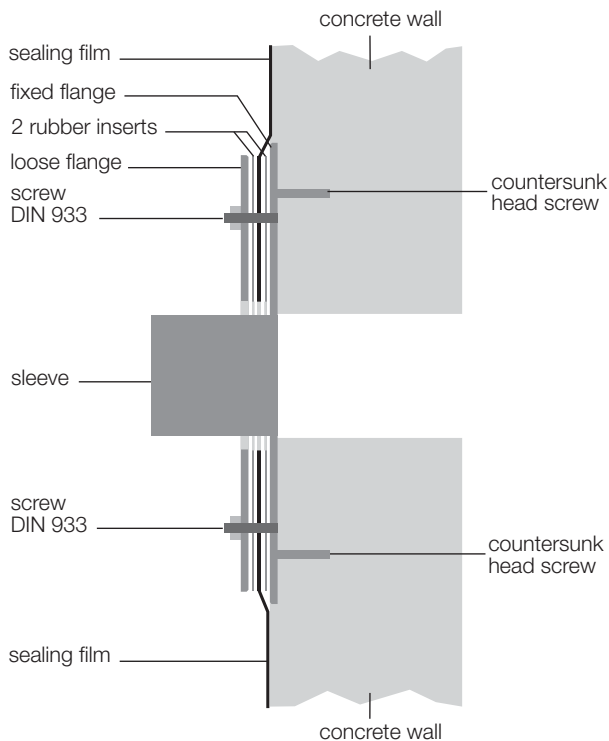 concrete wall
sealing film
fixed flange
2 rubber inserts
loose flange
screw
DIN 933
countersunk
head screw
sleeve
screw
DIN 933
countersunk
head screw
sealing film
concrete wall